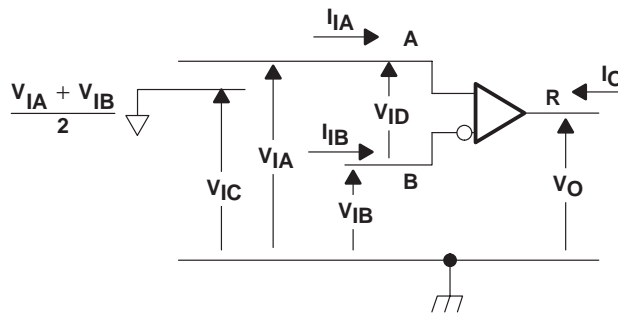 I_IA
A
V_IA + V_IB
2
R
I_O
V_ID
I_IB
V_IA
B
V_IC
V_IB
V_O